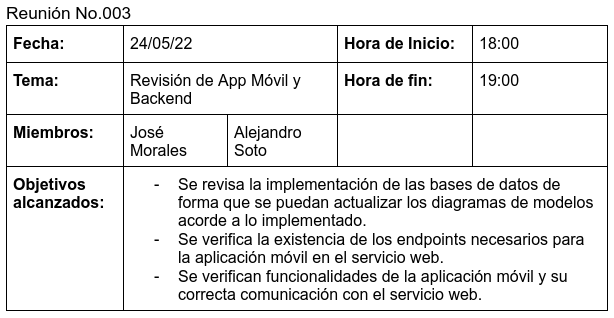 Reunión No.003
Fecha: 24/05/22 Hora de Inicio: 18:00
Tema: Revisión de App Móvil y Backend Hora de fin: 19:00
Miembros: José Morales Alejandro Soto
Objetivos alcanzados:
- Se revisa la implementación de las bases de datos de
forma que se puedan actualizar los diagramas de modelos
acorde a lo implementado.
- Se verifica la existencia de los endpoints necesarios para
la aplicación móvil en el servicio web.
- Se verifican funcionalidades de la aplicación móvil y su
correcta comunicación con el servicio web.